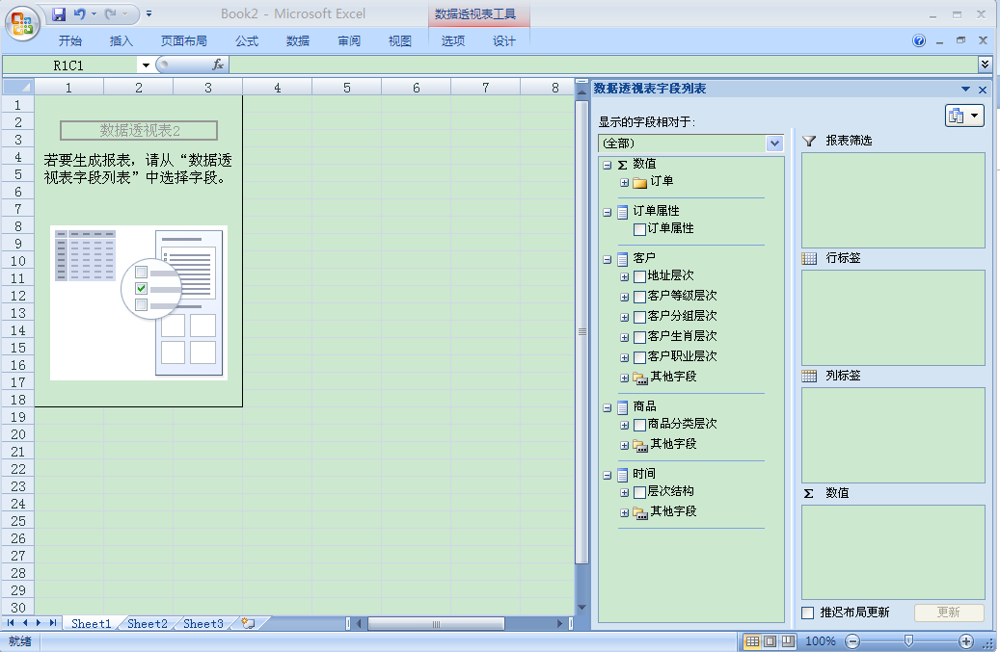 Book2 - Microsoft Excel
数据透视表工具
开始 插入 页面布局 公式 数据 审阅 视图 选项 设计
R1C1 fx
1 2 3 4 5 6 7 8
1
2
3
4
5
6
7
8
9
10
11
12
13
14
15
16
17
18
19
20
21
22
23
24
25
26
27
28
29
30
数据透视表2
若要生成报表，请从“数据透
视表字段列表”中选择字段。
数据透视表字段列表
显示的字段相对于:
(全部)
Σ 数值
订单
订单属性
订单属性
客户
地址层次
客户等级层次
客户分组层次
客户生肖层次
客户职业层次
其他字段
商品
商品分类层次
其他字段
时间
层次结构
其他字段
报表筛选
行标签
列标签
Σ 数值
推迟布局更新 更新
Sheet1 Sheet2 Sheet3
就绪
100%